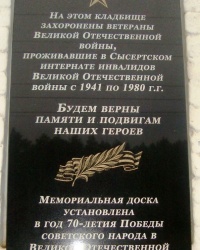 На этом кладбище
захоронены ветераны
Великой Отечественной
войны,
проживавшие в Сысертском
интернате инвалидов
Великой Отечественной
войны с 1941 по 1980 г.г.
Будем верны
памяти и подвигам
наших героев
Мемориальная доска
установлена
в год 70-летия Победы
советского народа в
Великой Отечественной